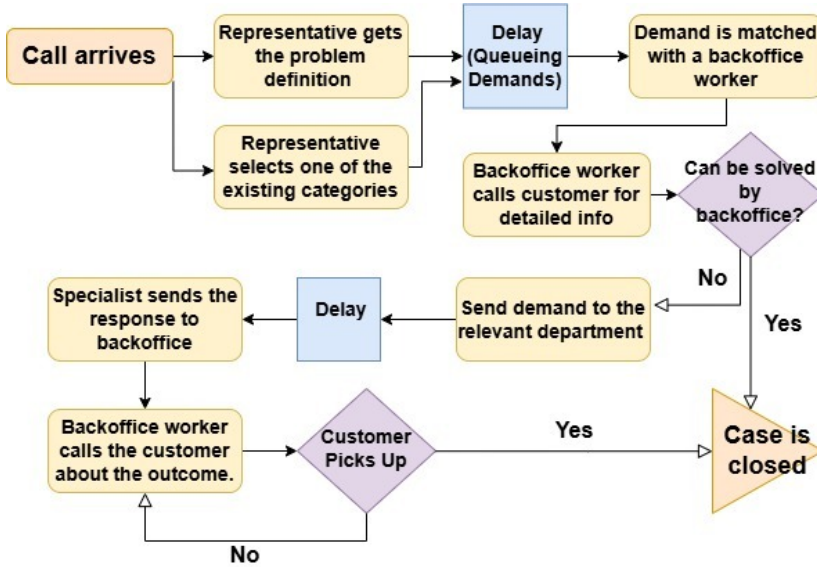 Call arrives
Representative gets
the problem
definition
Delay
(Queueing
Demands)
Demand is matched
with a backoffice
worker
Representative
selects one of the
existing categories
Backoffice worker
calls customer for
detailed info
Can be solved
by
backoffice?
No
Yes
Specialist sends the
response to
backoffice
Delay
Send demand to the
relevant department
Backoffice worker
calls the customer
about the outcome.
Customer
Picks Up
Yes
Case is
closed
No